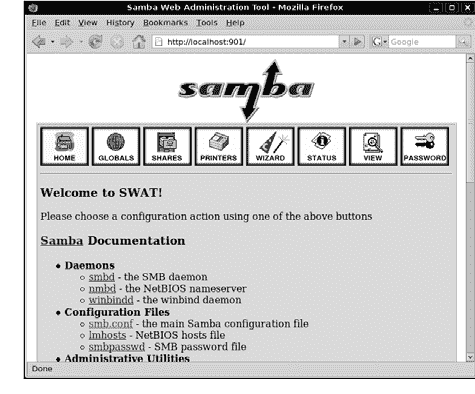 Samba Web Administration Tool - Mozilla Firefox
File Edit View History Bookmarks Tools Help
http://localhost:901/ Google
samba
HOME GLOBALS SHARES PRINTERS WIZARD STATUS VIEW PASSWORD
Welcome to SWAT!
Please choose a configuration action using one of the above buttons
Samba Documentation
• Daemons
◦ smbd - the SMB daemon
◦ nmbd - the NetBIOS nameserver
◦ winbindd - the winbind daemon
• Configuration Files
◦ smb.conf - the main Samba configuration file
◦ lmhosts - NetBIOS hosts file
◦ smbpasswd - SMB password file
• Administrative Utilities
Done